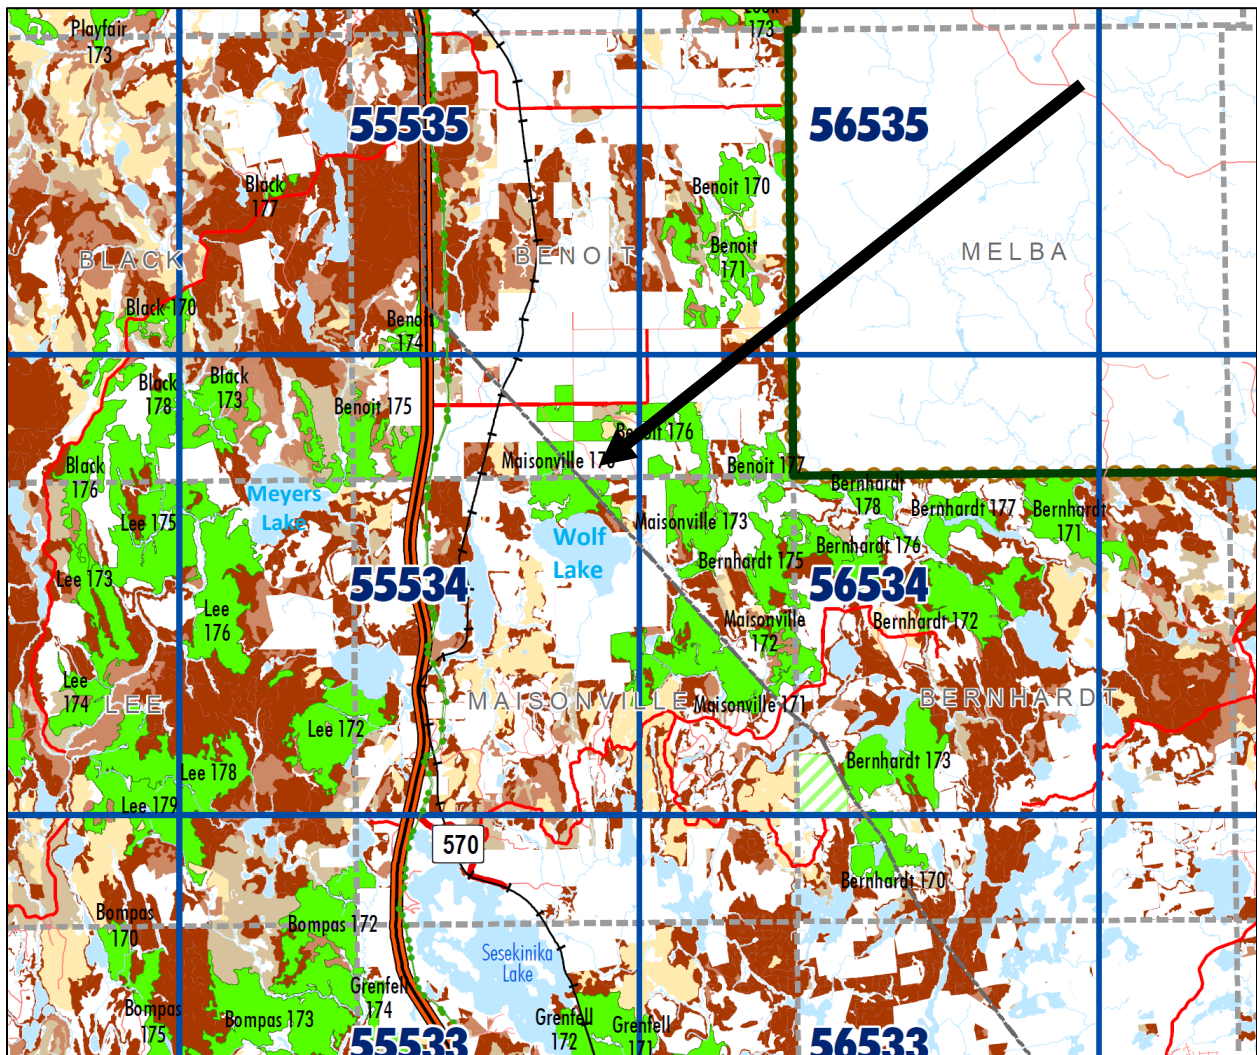 Playfair
173
Look
173
55535
56535
Black
177
Benoit 170
BLACK
BENOIT
Benoit
171
MELBA
Black 170
Benoit
174
Black
178
Black
173
Benoit 175
Benoit 176
Black
176
Maisonville 170
Benoit 177
Meyers
Lake
Lee 175
Wolf
Lake
Maisonville 173
Bernhardt
178
Bernhardt 177
Bernhardt
171
Lee 173
55534
Bernhardt 175
Bernhardt 176
56534
Lee
176
Maisonville
172
Bernhardt 172
Lee
174
LEE
MAISONVILLE
Maisonville 171
BERNHARDT
Lee 172
Lee 178
Bernhardt 173
Lee 179
570
Bernhardt 170
Bompas
170
Bompas 172
Sesekinika
Lake
Grenfell
174
Bompas
175
Bompas 173
Grenfell
172
Grenfell
171
55533
56533